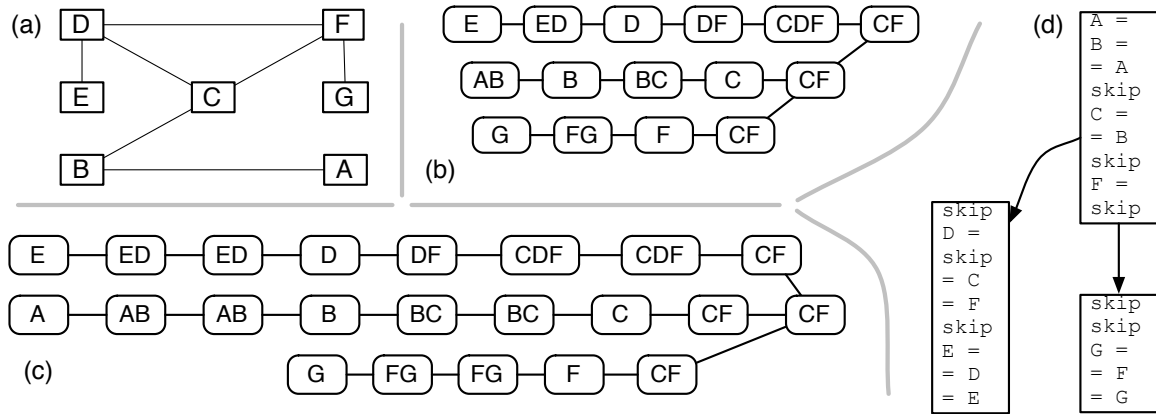 (a)
D F
E C G
B A
E ED D DF CDF CF
AB B BC C CF
G FG F CF
(b)
E ED ED D DF CDF CDF CF
A AB AB B BC BC C CF CF
G FG FG F CF
(c)
(d)
A =
B =
= A
skip
C =
= B
skip
F =
skip
skip
D =
skip
= C
= F
skip
E =
= D
= E
skip
skip
G =
= F
= G